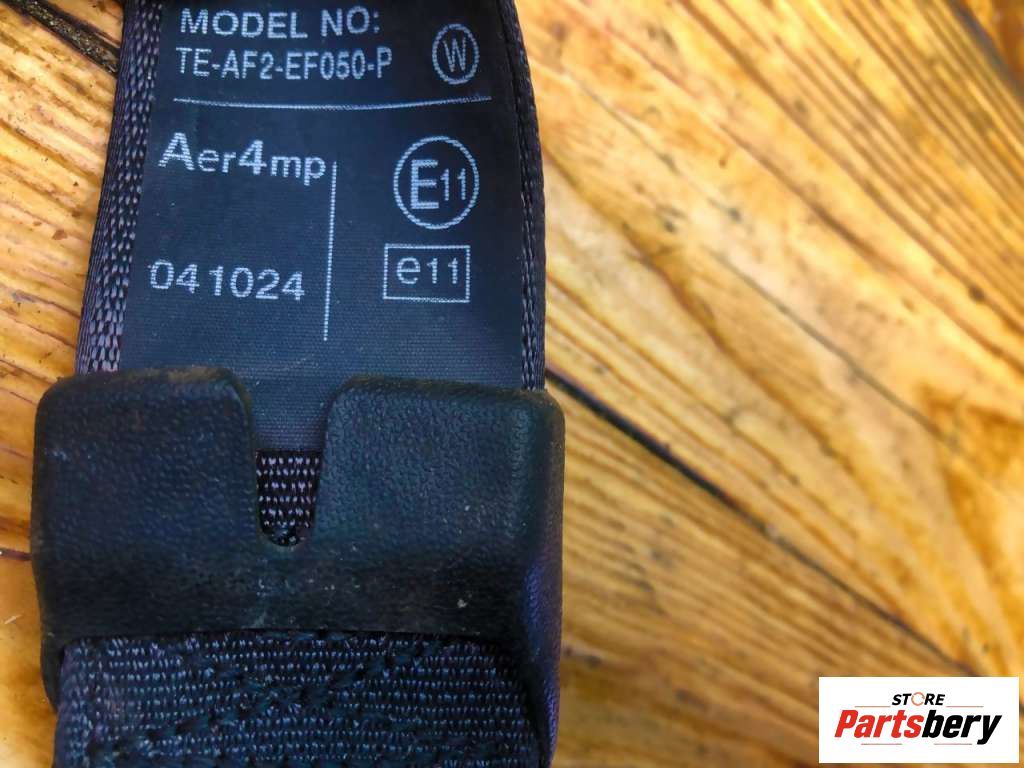 MODEL NO:
TE-AF2-EF050-P W
Aer4mp E11
041024 e11
STORE
Partsbery